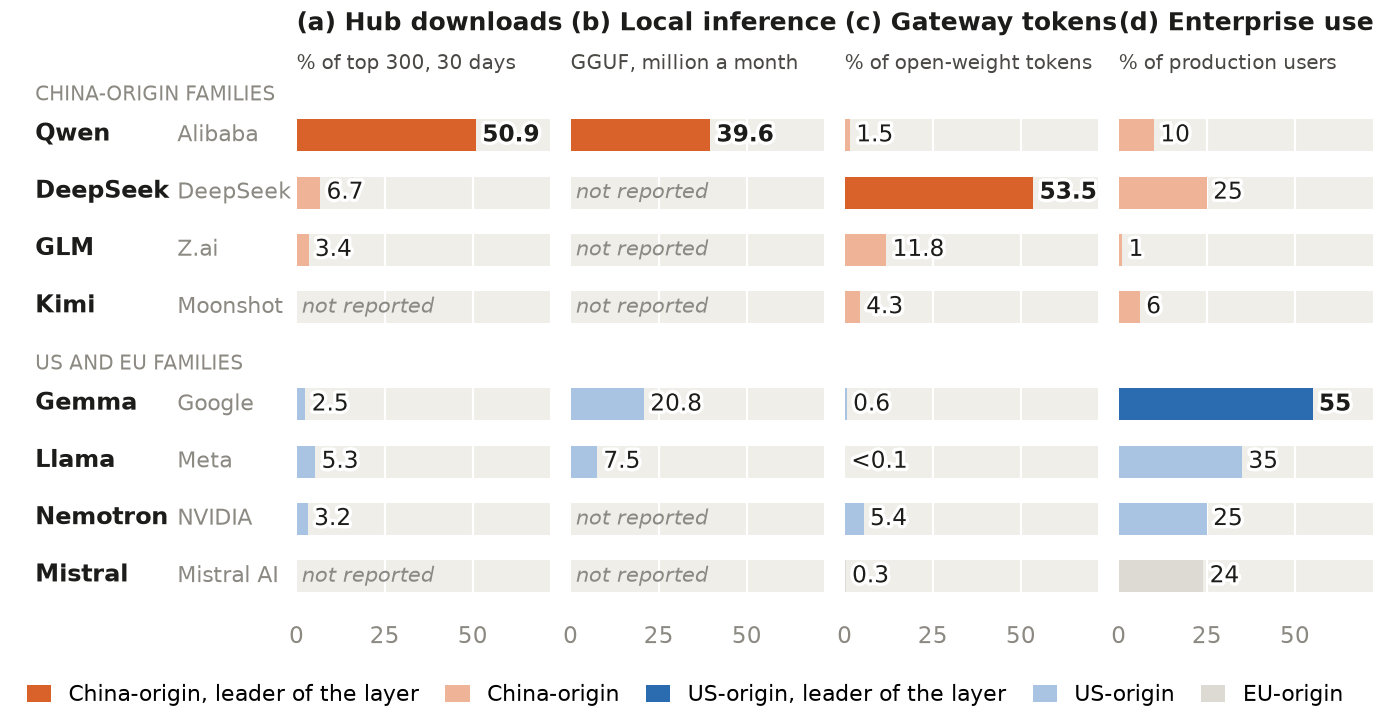 (a) Hub downloads (b) Local inference (c) Gateway tokens (d) Enterprise use
% of top 300, 30 days GGUF, million a month % of open-weight tokens % of production users
CHINA-ORIGIN FAMILIES
Qwen Alibaba 50.9 39.6 1.5 10
DeepSeek DeepSeek 6.7 not reported 53.5 25
GLM Z.ai 3.4 not reported 11.8 1
Kimi Moonshot not reported not reported 4.3 6
US AND EU FAMILIES
Gemma Google 2.5 20.8 0.6 55
Llama Meta 5.3 7.5 <0.1 35
Nemotron NVIDIA 3.2 not reported 5.4 25
Mistral Mistral AI not reported not reported 0.3 24
0 25 50 0 25 50 0 25 50 0 25 50
China-origin, leader of the layer China-origin US-origin, leader of the layer US-origin EU-origin